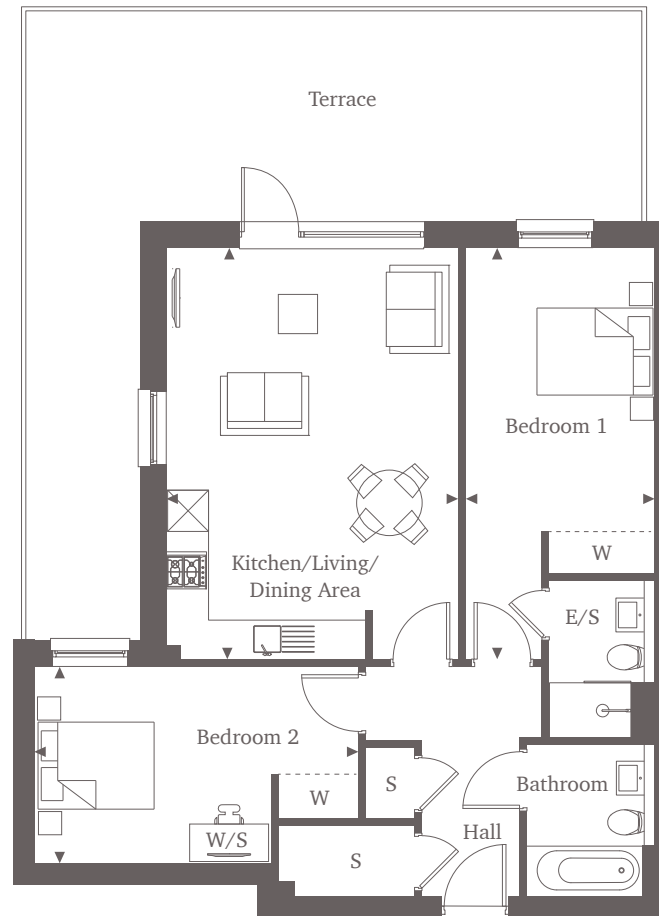 Terrace
Bedroom 1
Kitchen/Living/
Dining Area
W
E/S
Bedroom 2
S
Bathroom
W
W/S
Hall
S